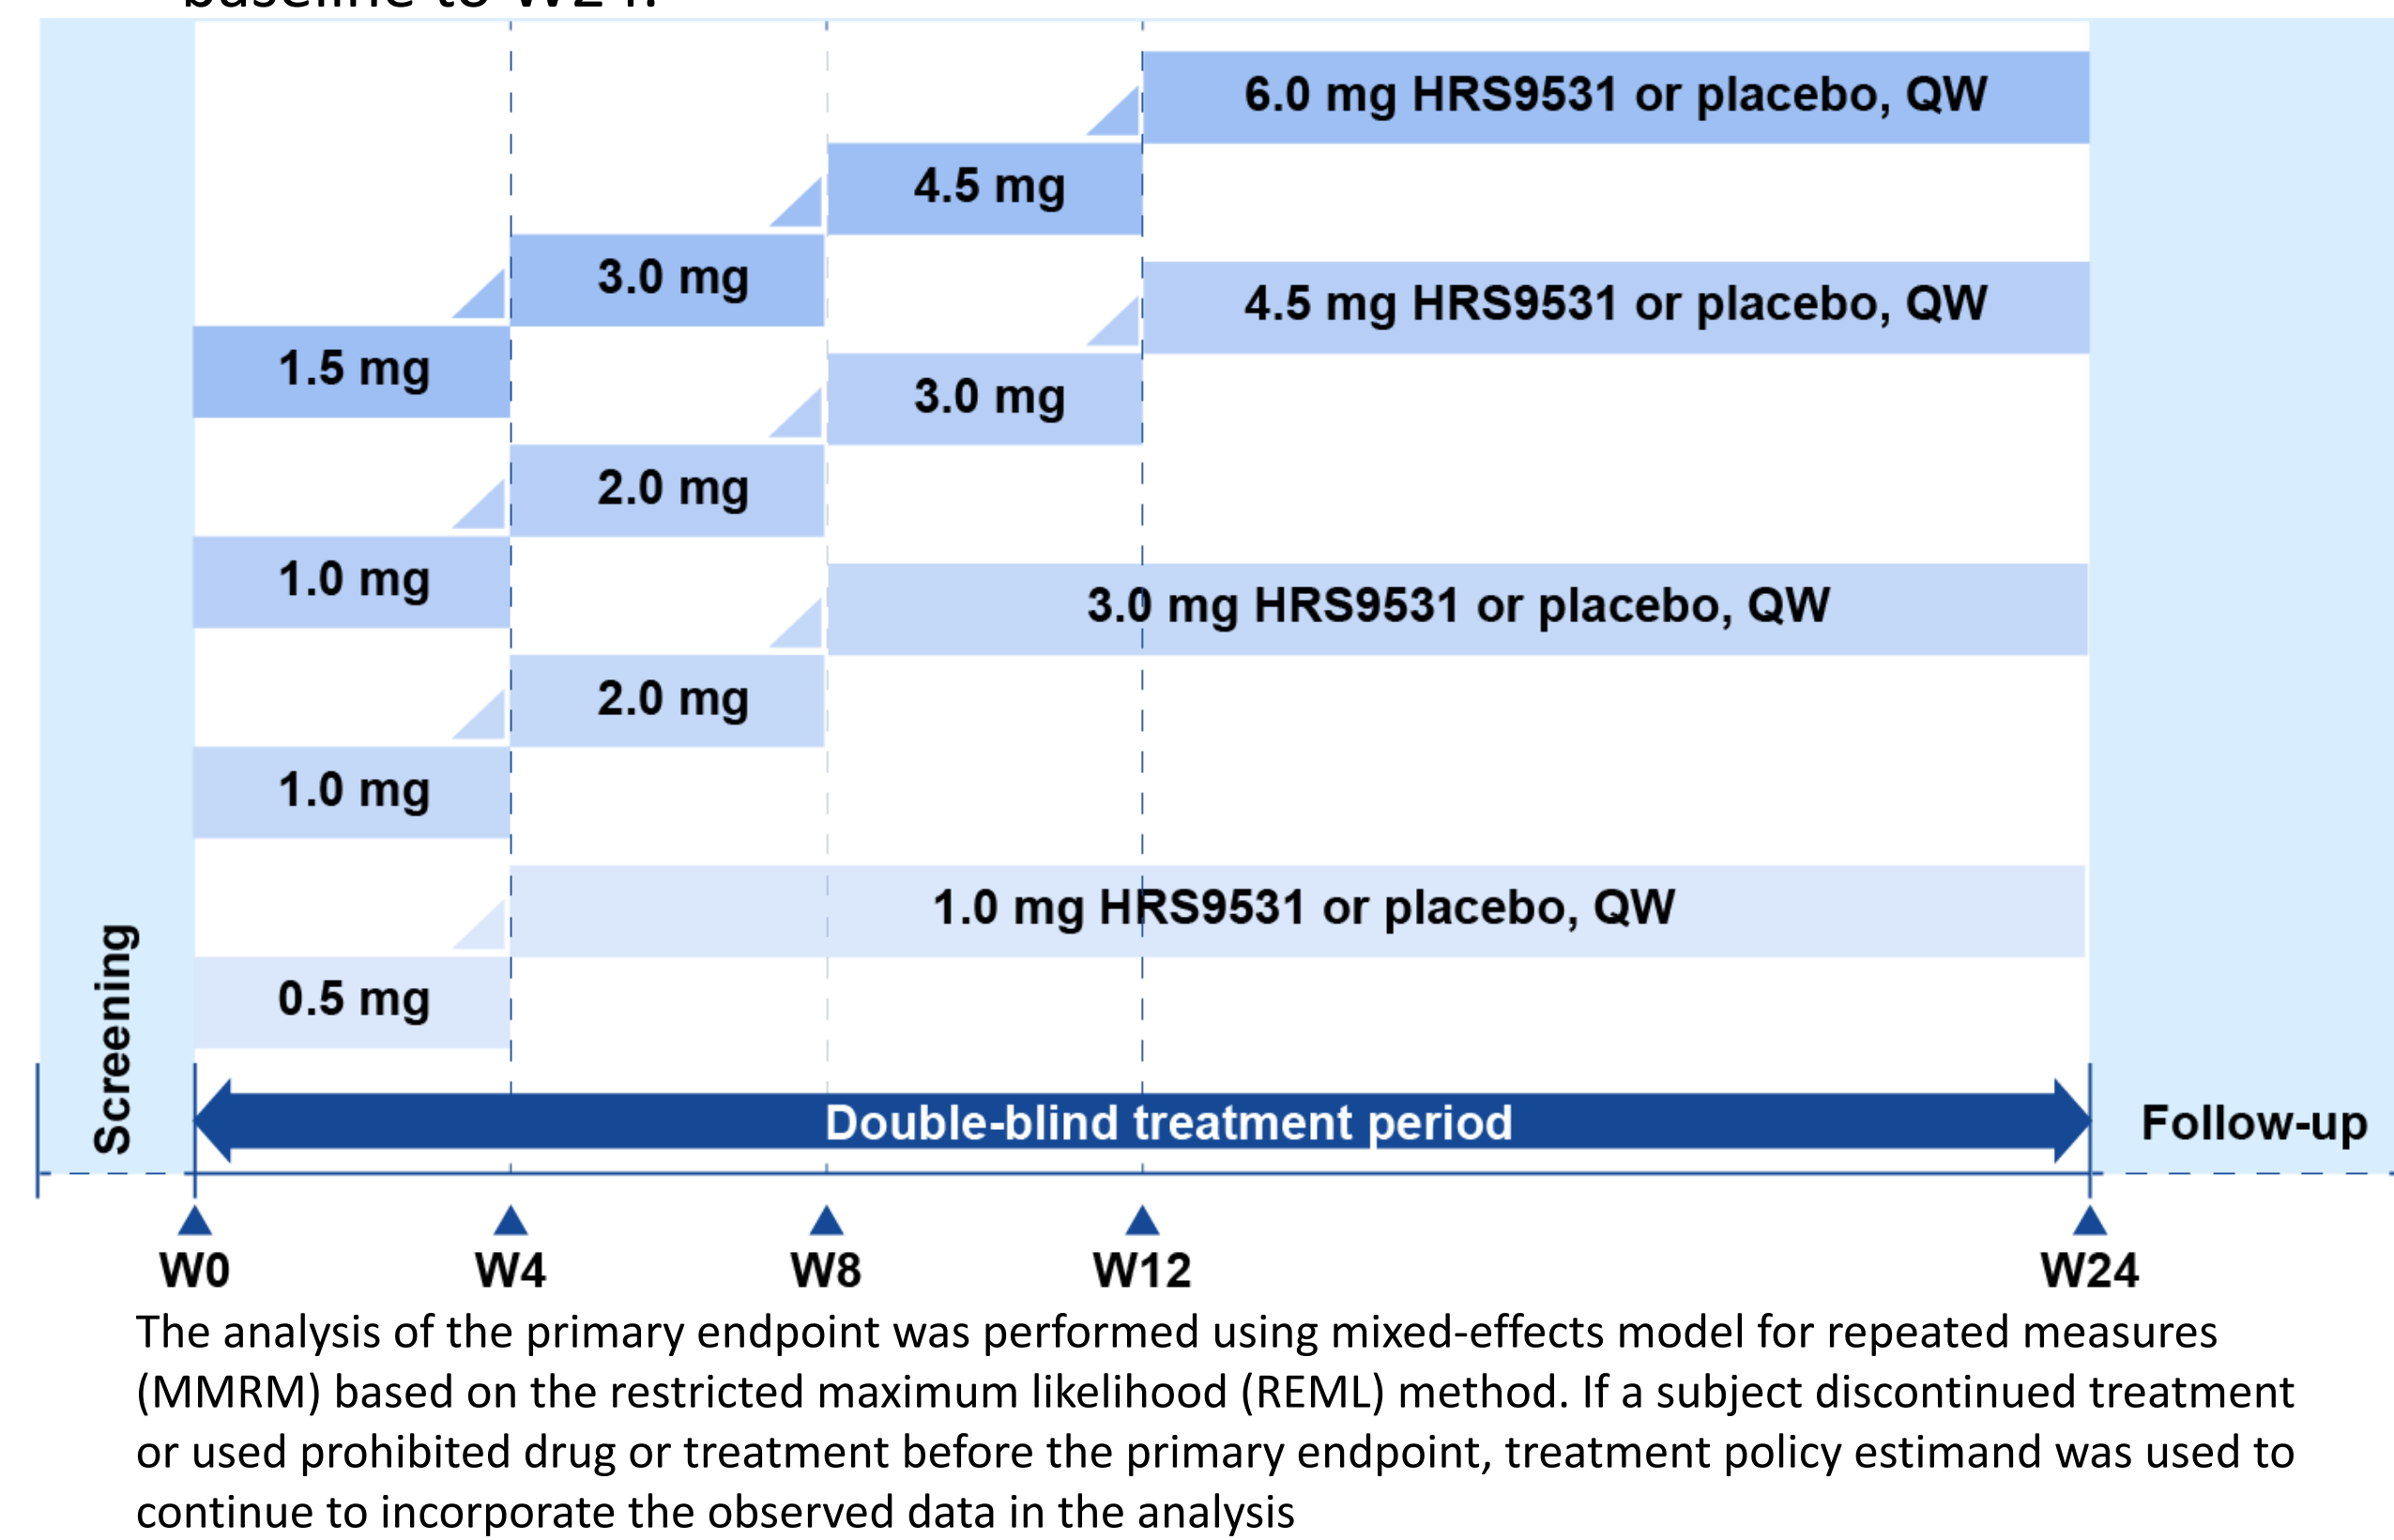 baseline to W24.
6.0 mg HRS9531 or placebo, QW
4.5 mg
3.0 mg
1.5 mg
4.5 mg HRS9531 or placebo, QW
3.0 mg
2.0 mg
1.0 mg
3.0 mg HRS9531 or placebo, QW
2.0 mg
1.0 mg
1.0 mg HRS9531 or placebo, QW
0.5 mg
Screening
Double-blind treatment period
Follow-up
W0
W4
W8
W12
W24
The analysis of the primary endpoint was performed using mixed-effects model for repeated measures
(MMRM) based on the restricted maximum likelihood (REML) method. If a subject discontinued treatment
or used prohibited drug or treatment before the primary endpoint, treatment policy estimand was used to
continue to incorporate the observed data in the analysis